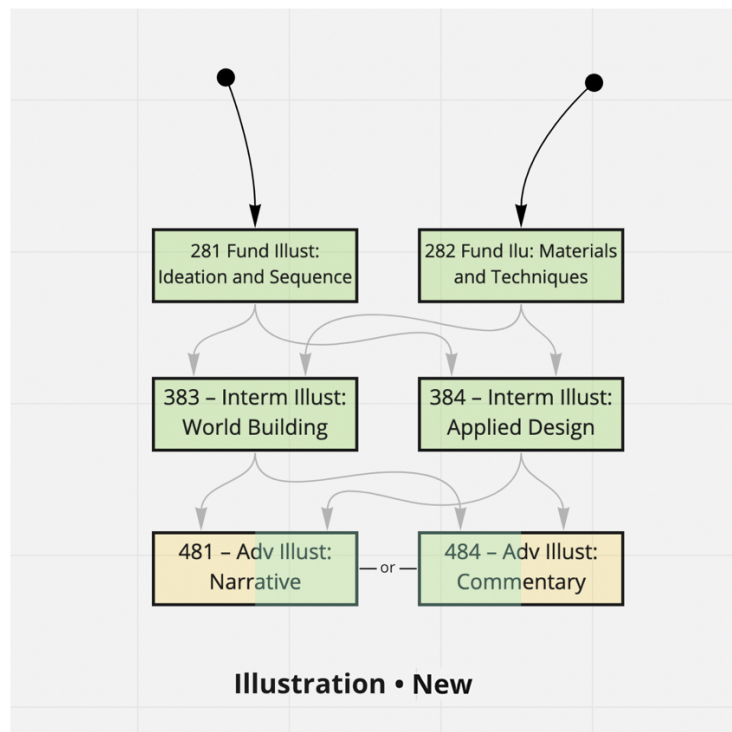 281 Fund Illust:
Ideation and Sequence
282 Fund Ilu: Materials
and Techniques
383 – Interm Illust:
World Building
384 – Interm Illust:
Applied Design
481 – Adv Illust:
Narrative
or
484 – Adv Illust:
Commentary
Illustration • New